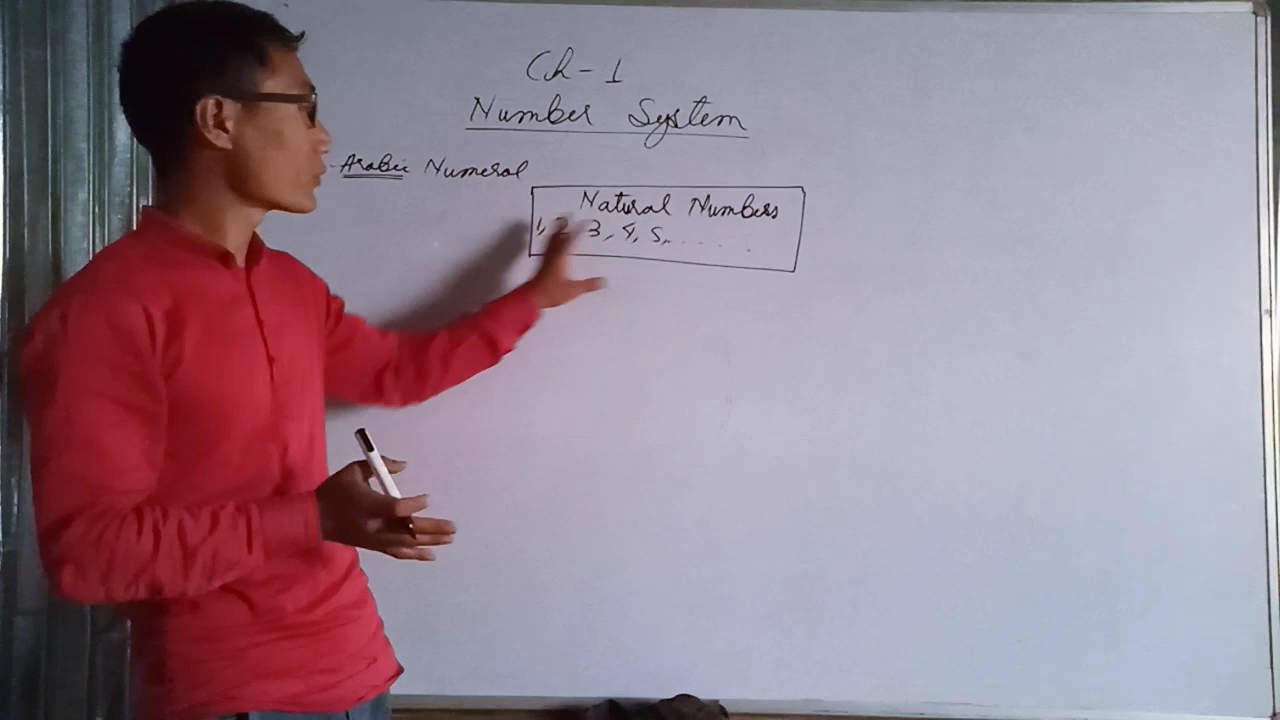 Ch-1
Number System
Arabic Numeral
Natural Numbers
1, 2 3, 4, 5, . . . . .